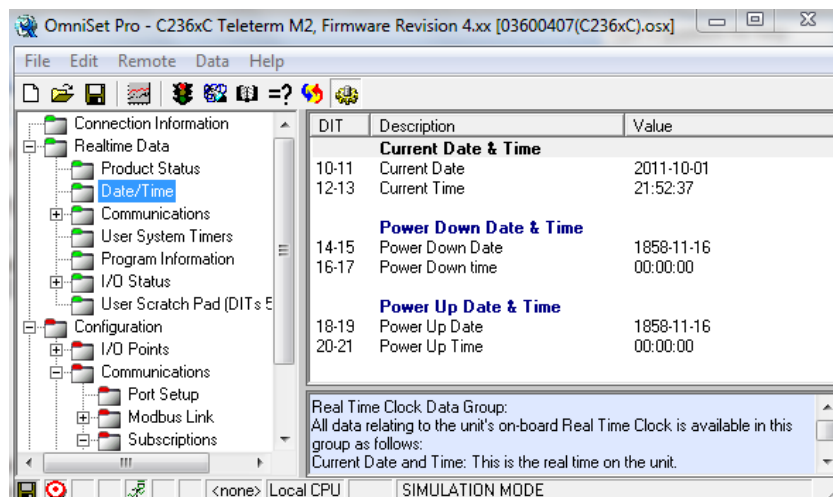 OmniSet Pro - C236xC Teleterm M2, Firmware Revision 4.xx [03600407(C236xC).osx]
File Edit Remote Data Help
=?
Connection Information
Realtime Data
Product Status
Date/Time
Communications
User System Timers
Program Information
I/O Status
User Scratch Pad (DITs 5
Configuration
I/O Points
Communications
Port Setup
Modbus Link
Subscriptions
DIT Description Value
Current Date & Time
10-11 Current Date 2011-10-01
12-13 Current Time 21:52:37
Power Down Date & Time
14-15 Power Down Date 1858-11-16
16-17 Power Down time 00:00:00
Power Up Date & Time
18-19 Power Up Date 1858-11-16
20-21 Power Up Time 00:00:00
Real Time Clock Data Group:
All data relating to the unit's on-board Real Time Clock is available in this
group as follows:
Current Date and Time: This is the real time on the unit.
<none> Local CPU SIMULATION MODE